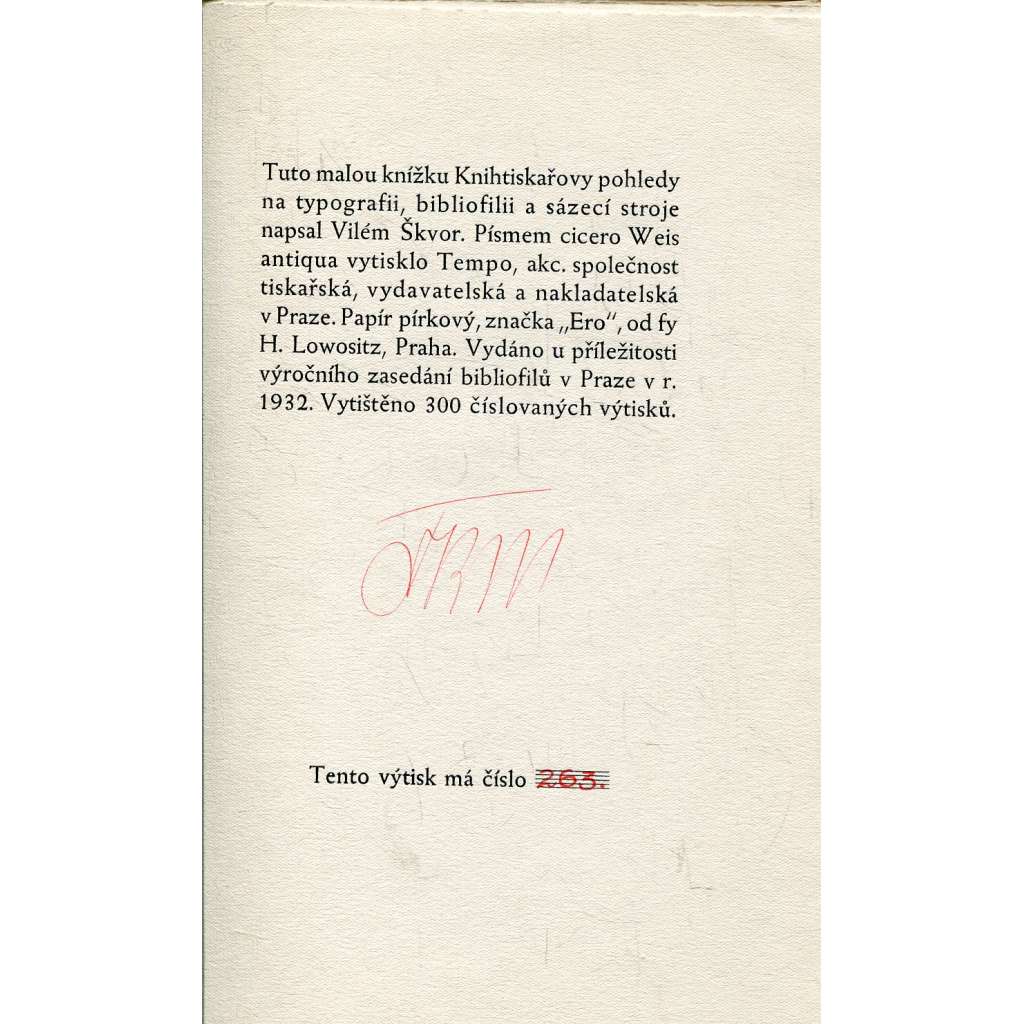 Tuto malou knížku Knihtiskařovy pohledy
na typografii, bibliofilii a sázecí stroje
napsal Vilém Škvor. Písmem cicero Weis
antiqua vytisklo Tempo, akc. společnost
tiskařská, vydavatelská a nakladatelská
v Praze. Papír pírkový, značka „Ero“, od fy
H. Lowositz, Praha. Vydáno u příležitosti
výročního zasedání bibliofilů v Praze v r.
1932. Vytištěno 300 číslovaných výtisků.
Tento výtisk má číslo 263.